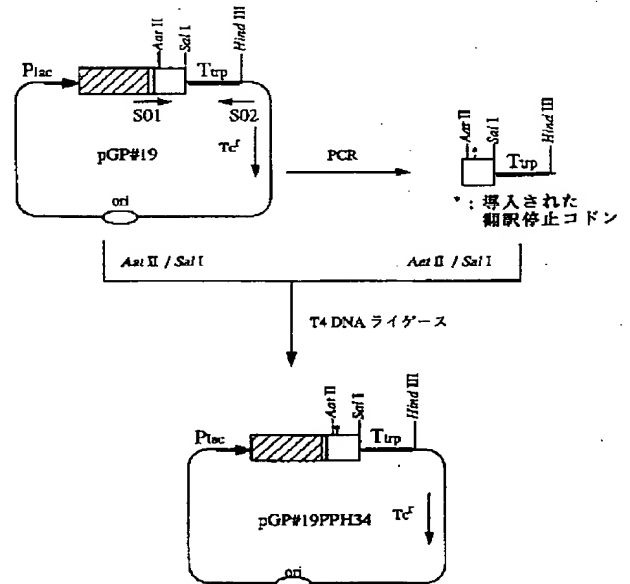 Aat II
Sal I
Hind III
Plac
Ttrp
S01
S02
Tcr
pGP#19
ori
PCR
Aat II
Sal I
Hind III
Ttrp
*
*: 導入された
翻訳停止コドン
Aat II / Sal I
Aat II / Sal I
T4 DNA ライゲース
*
Aat II
Sal I
Hind III
Plac
Ttrp
Tcr
pGP#19PPH34
ori